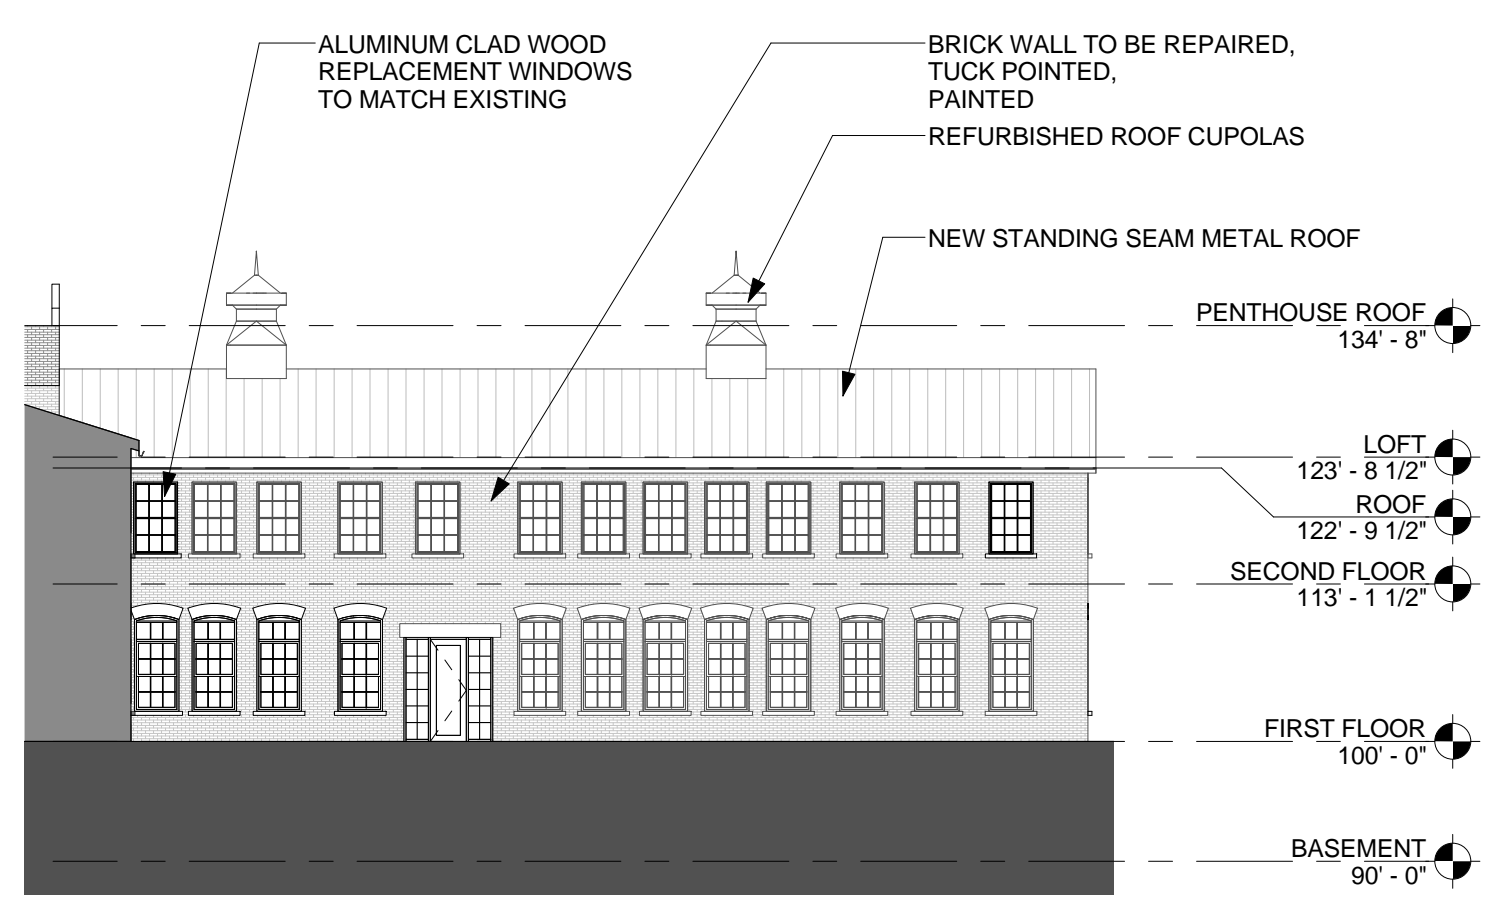 ALUMINUM CLAD WOOD
REPLACEMENT WINDOWS
TO MATCH EXISTING
BRICK WALL TO BE REPAIRED,
TUCK POINTED,
PAINTED
REFURBISHED ROOF CUPOLAS
NEW STANDING SEAM METAL ROOF
PENTHOUSE ROOF
134' - 8"
LOFT
123' - 8 1/2"
ROOF
122' - 9 1/2"
SECOND FLOOR
113' - 1 1/2"
FIRST FLOOR
100' - 0"
BASEMENT
90' - 0"